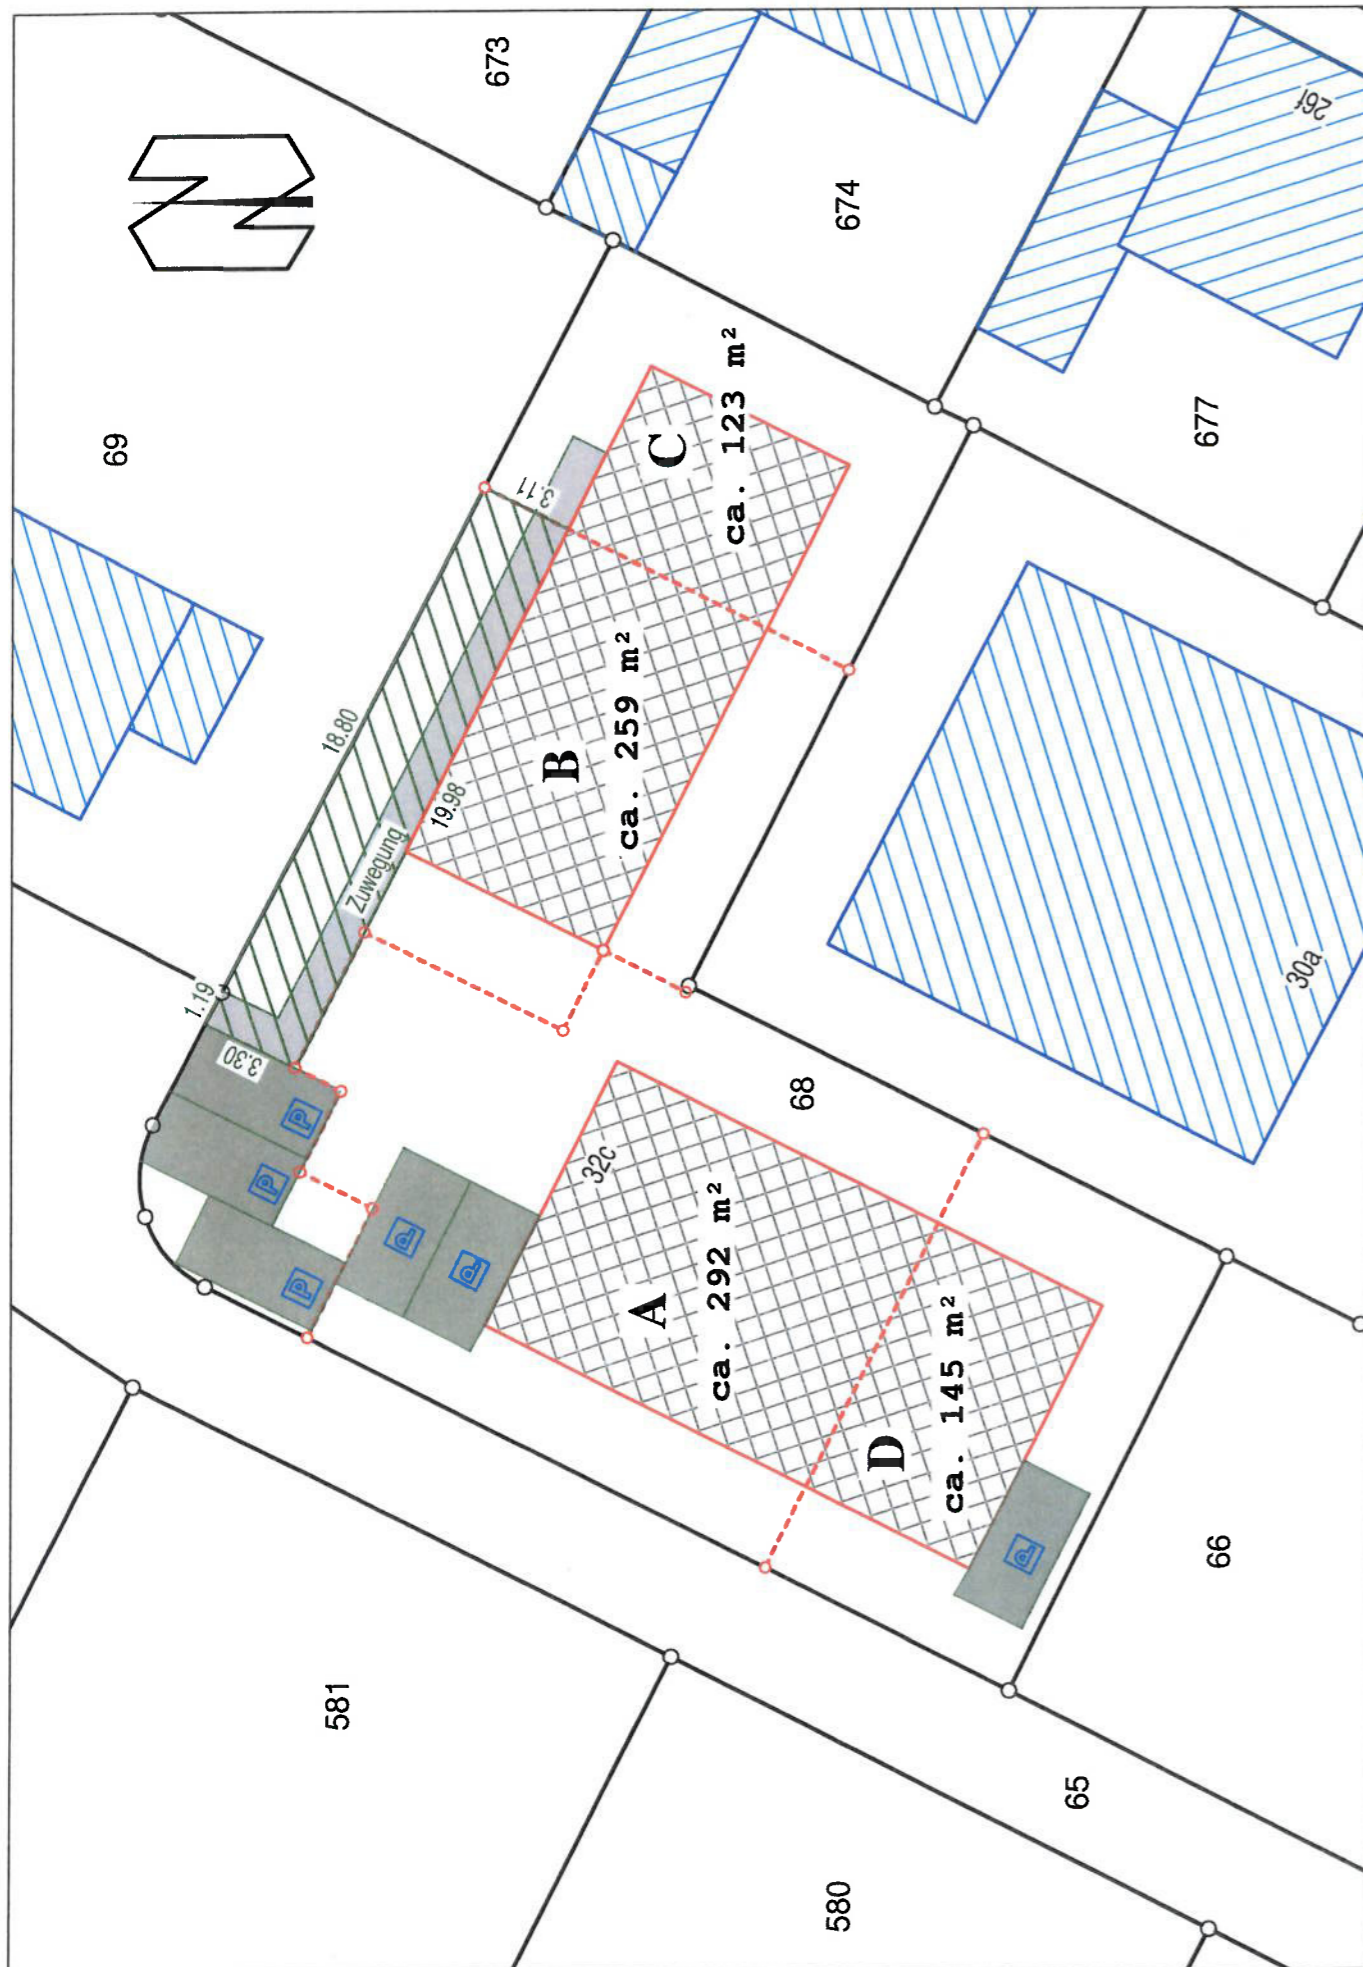 673
69
674
26f
677
18.80
3.11
C
ca. 123 m²
B
ca. 259 m²
19.98
Zuwegung
1.19
3.30
P
P
P
P
P
32c
68
30a
A
ca. 292 m²
D
ca. 145 m²
P
66
581
65
580